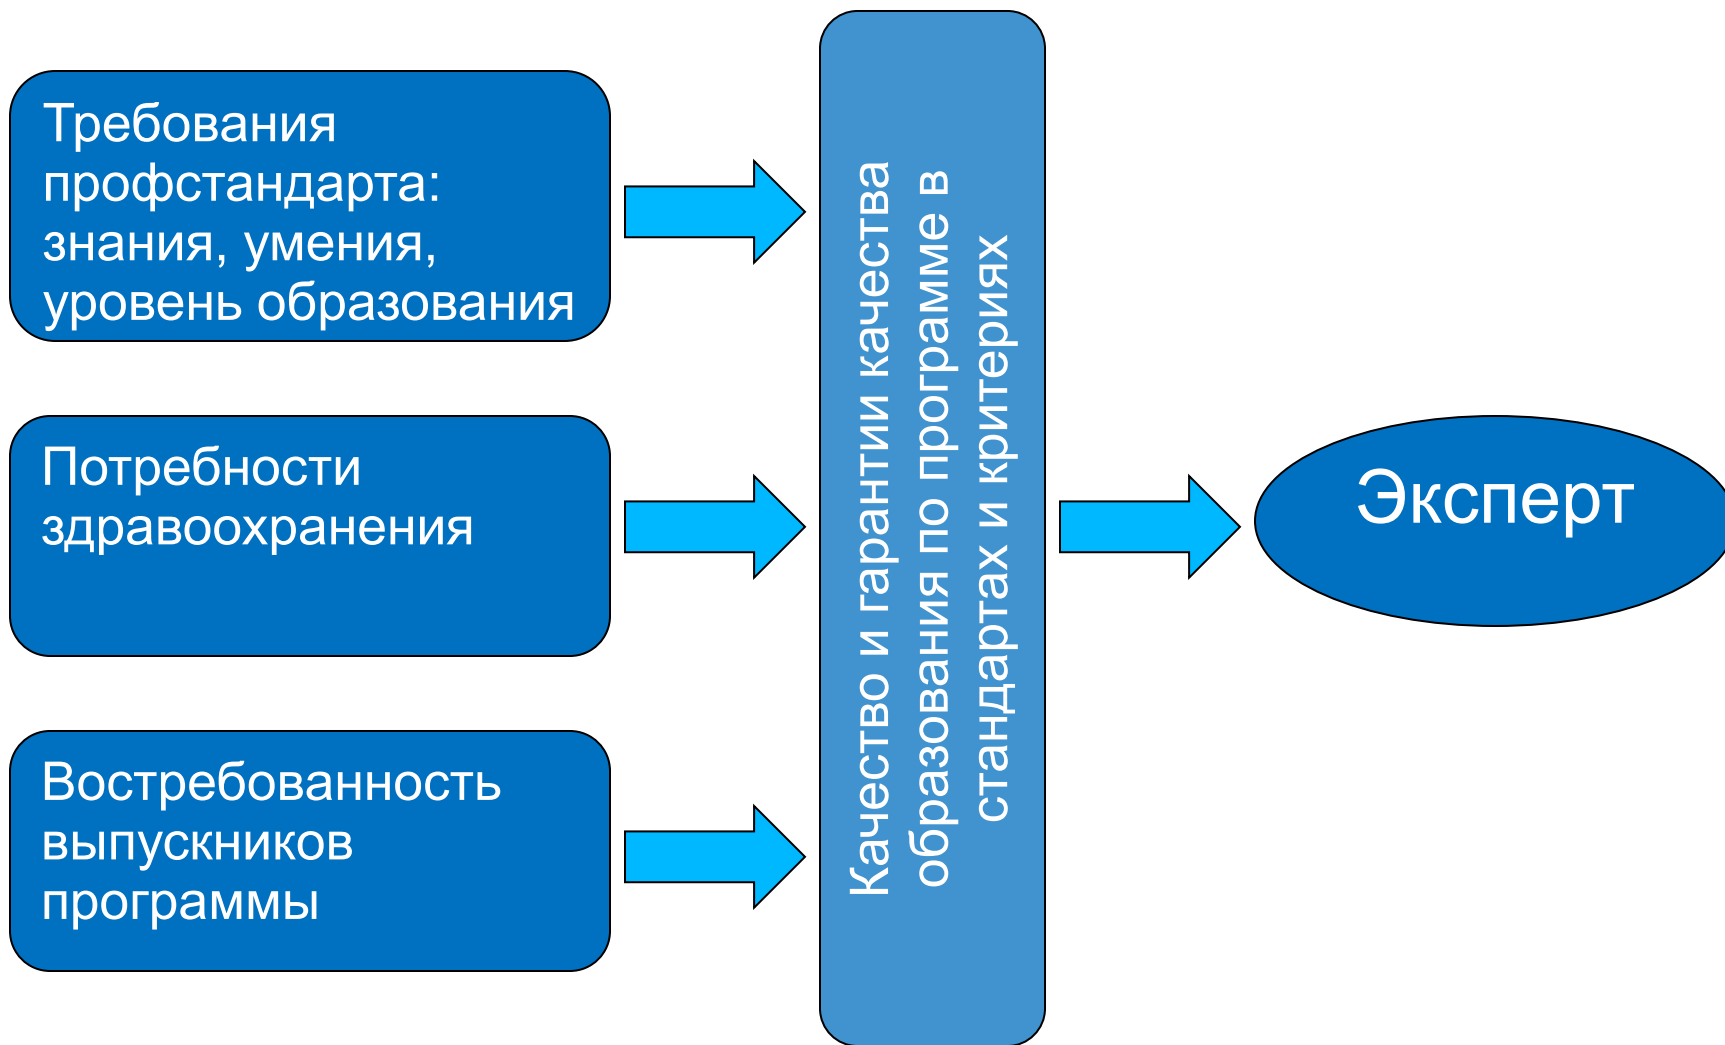 Требования
профстандарта:
знания, умения,
уровень образования
Потребности
здравоохранения
Востребованность
выпускников
программы
Качество и гарантии качества
образования по программе в
стандартах и критериях
Эксперт